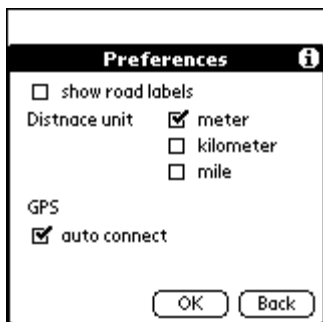 Preferences i
show road labels
Distnace unit meter
kilometer
mile
GPS
auto connect
OK Back